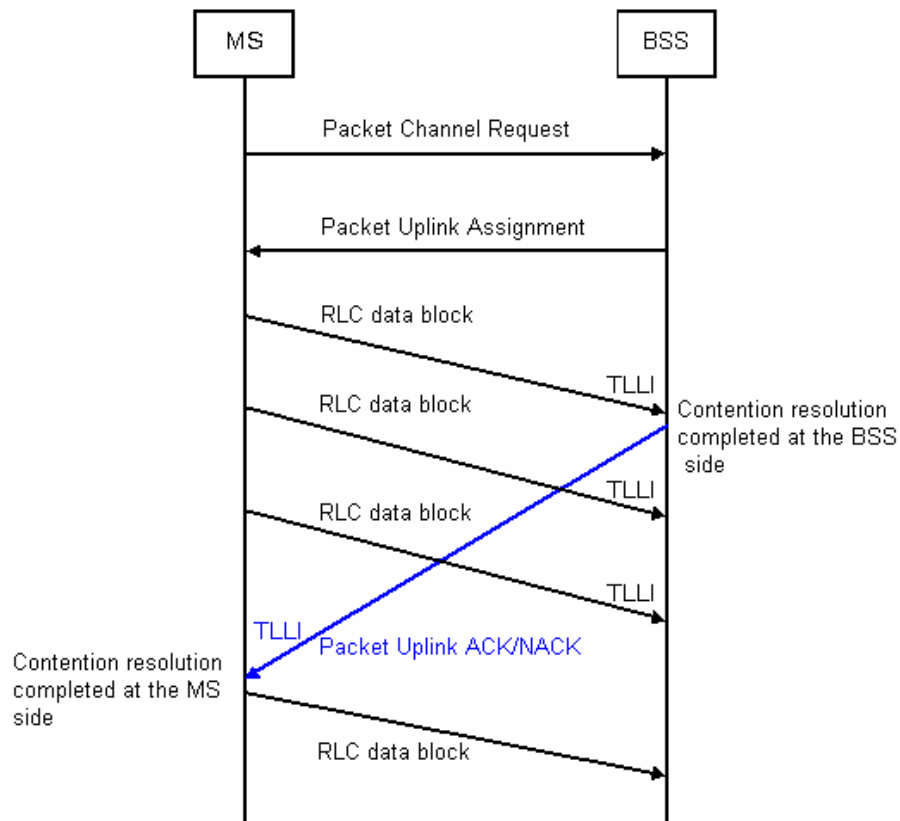 MS
BSS
Packet Channel Request
Packet Uplink Assignment
RLC data block
TLLI
RLC data block
Contention resolution
completed at the BSS
side
TLLI
RLC data block
TLLI
TLLI
Packet Uplink ACK/NACK
Contention resolution
completed at the MS
side
RLC data block